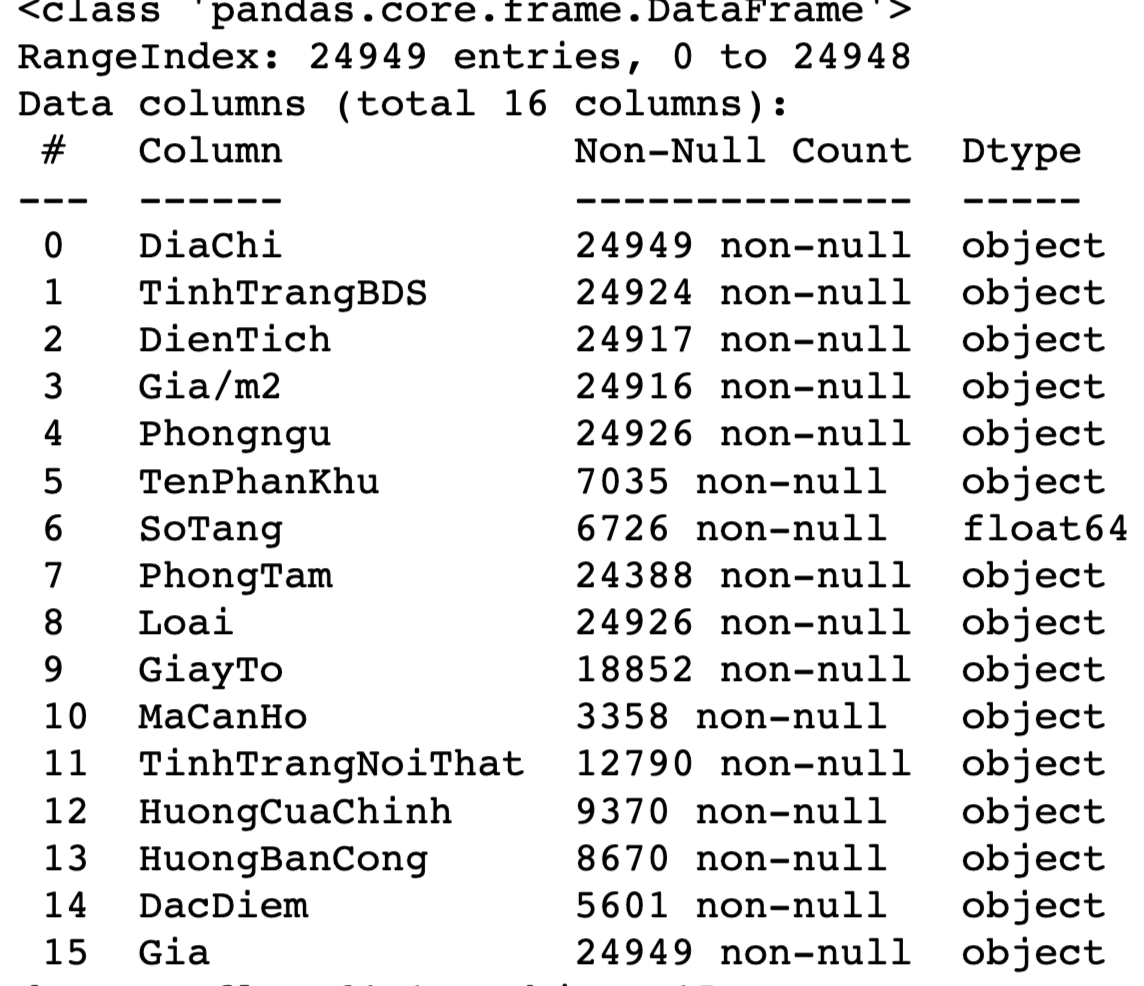 <class 'pandas.core.frame.DataFrame'>
RangeIndex: 24949 entries, 0 to 24948
Data columns (total 16 columns):
 #   Column             Non-Null Count  Dtype
---  ------             --------------  -----
 0   DiaChi             24949 non-null  object
 1   TinhTrangBDS       24924 non-null  object
 2   DienTich           24917 non-null  object
 3   Gia/m2             24916 non-null  object
 4   Phongngu           24926 non-null  object
 5   TenPhanKhu         7035 non-null   object
 6   SoTang             6726 non-null   float64
 7   PhongTam           24388 non-null  object
 8   Loai               24926 non-null  object
 9   GiayTo             18852 non-null  object
 10  MaCanHo            3358 non-null   object
 11  TinhTrangNoiThat   12790 non-null  object
 12  HuongCuaChinh      9370 non-null   object
 13  HuongBanCong       8670 non-null   object
 14  DacDiem            5601 non-null   object
 15  Gia                24949 non-null  object